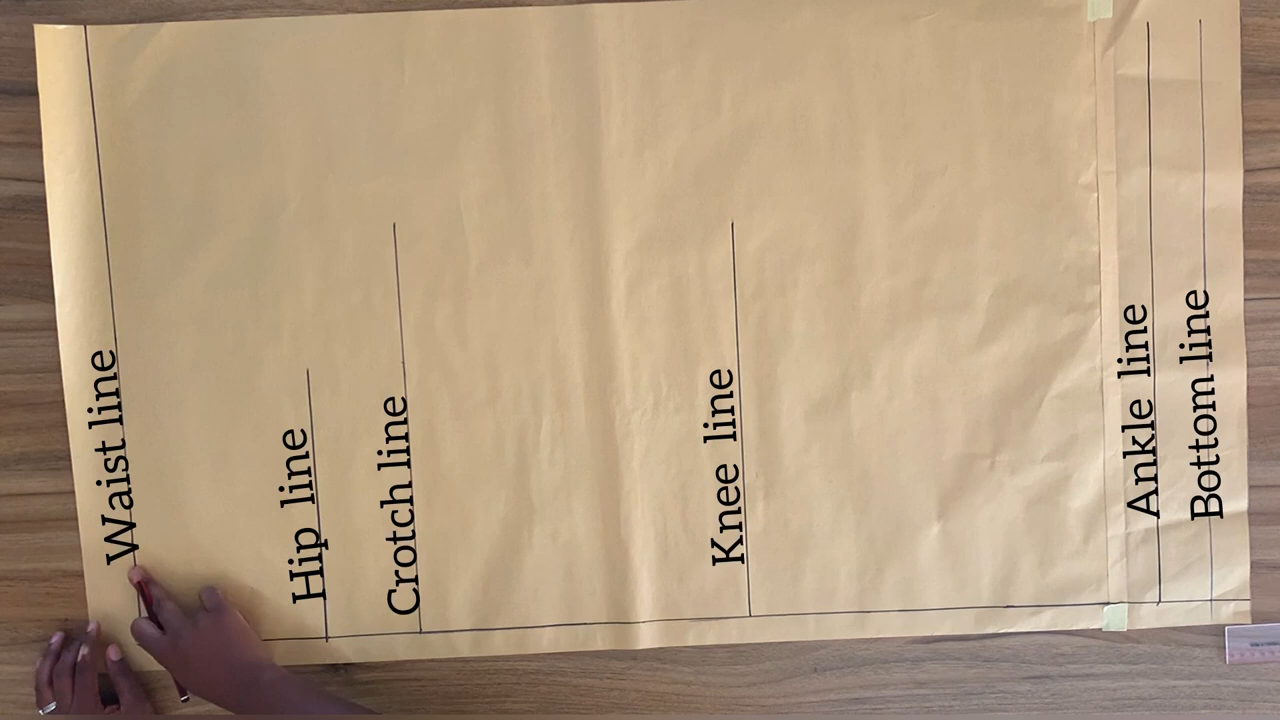 Waist line
Hip line
Crotch line
Knee line
Ankle line
Bottom line